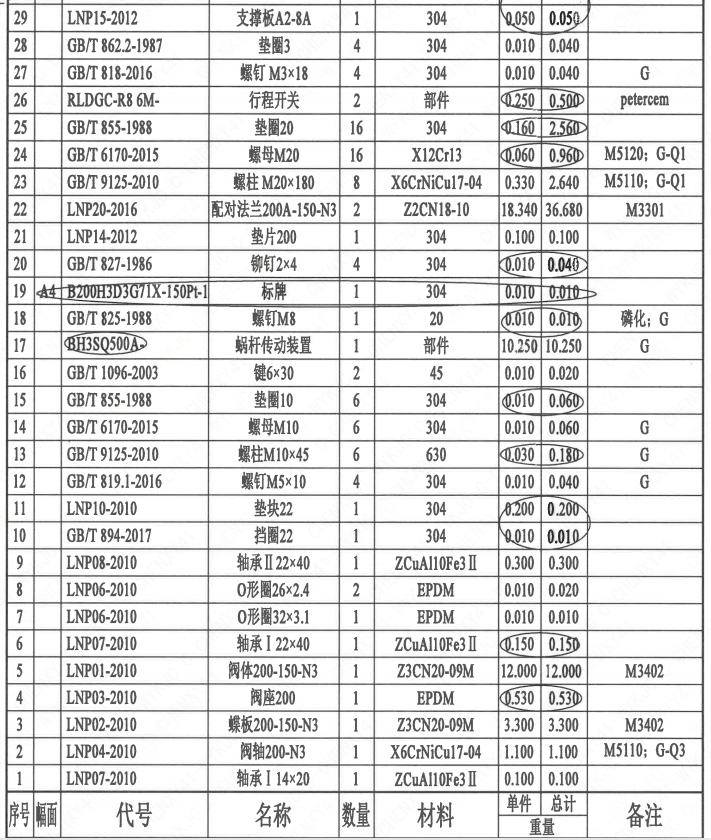 29 LNP15-2012 支撑板A2-8A 1 304 0.050 0.050
28 GB/T 862.2-1987 垫圈3 4 304 0.010 0.040
27 GB/T 818-2016 螺钉 M3×18 4 304 0.010 0.040 G
26 RLDGC-R8 6M- 行程开关 2 部件 0.250 0.500 petercem
25 GB/T 855-1988 垫圈20 16 304 0.160 2.560
24 GB/T 6170-2015 螺母M20 16 X12Cr13 0.060 0.960 M5120; G-Q1
23 GB/T 9125-2010 螺柱 M20×180 8 X6CrNiCu17-04 0.330 2.640 M5110; G-Q1
22 LNP20-2016 配对法兰200A-150-N3 2 Z2CN18-10 18.340 36.680 M3301
21 LNP14-2012 垫片200 1 304 0.100 0.100
20 GB/T 827-1986 铆钉2×4 4 304 0.010 0.040
19 A4 B200H3D3G71X-150Pt-1 标牌 1 304 0.010 0.010
18 GB/T 825-1988 螺钉M8 1 20 0.010 0.010 磷化; G
17 BH3SQ500A- 蜗杆传动装置 1 部件 10.250 10.250 G
16 GB/T 1096-2003 键6×30 2 45 0.010 0.020
15 GB/T 855-1988 垫圈10 6 304 0.010 0.060
14 GB/T 6170-2015 螺母M10 6 304 0.010 0.060 G
13 GB/T 9125-2010 螺柱M10×45 6 630 0.030 0.180 G
12 GB/T 819.1-2016 螺钉M5×10 4 304 0.010 0.040 G
11 LNP10-2010 垫块22 1 304 0.200 0.200
10 GB/T 894-2017 挡圈22 1 304 0.010 0.010
9 LNP08-2010 轴承Ⅱ22×40 1 ZCuAl10Fe3Ⅱ 0.300 0.300
8 LNP06-2010 O形圈26×2.4 2 EPDM 0.010 0.020
7 LNP06-2010 O形圈32×3.1 1 EPDM 0.010 0.010
6 LNP07-2010 轴承Ⅰ22×40 1 ZCuAl10Fe3Ⅱ 0.150 0.150
5 LNP01-2010 阀体200-150-N3 1 Z3CN20-09M 12.000 12.000 M3402
4 LNP03-2010 阀座200 1 EPDM 0.530 0.530
3 LNP02-2010 蝶板200-150-N3 1 Z3CN20-09M 3.300 3.300 M3402
2 LNP04-2010 阀轴200-N3 1 X6CrNiCu17-04 1.100 1.100 M5110; G-Q3
1 LNP07-2010 轴承Ⅰ14×20 1 ZCuAl10Fe3Ⅱ 0.100 0.100
序号 幅面 代号 名称 数量 材料 单件 总计 备注
重量